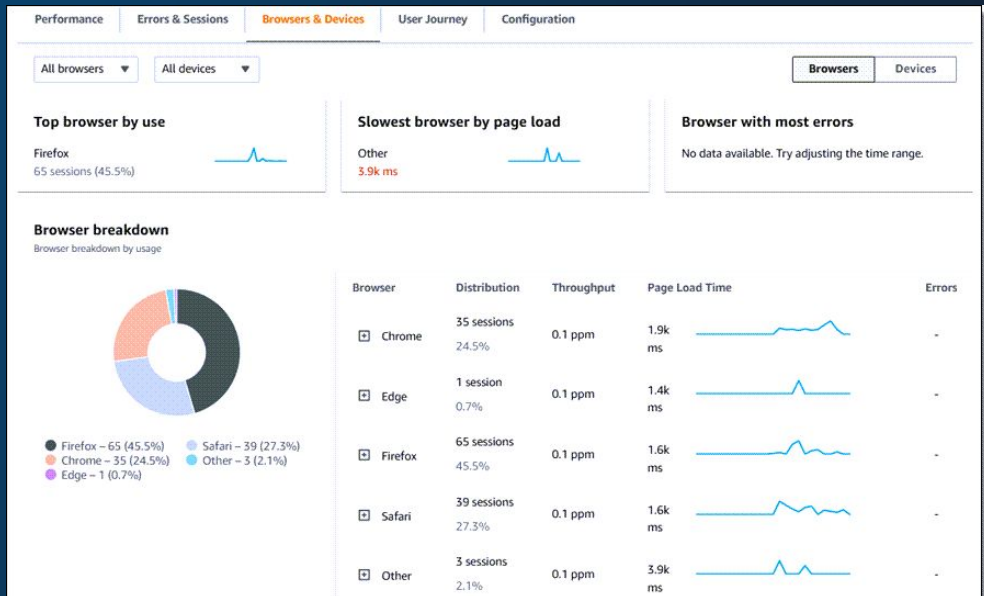 Performance Errors & Sessions Browsers & Devices User Journey Configuration
All browsers All devices Browsers Devices
Top browser by use
Firefox
65 sessions (45.5%)
Slowest browser by page load
Other
3.9k ms
Browser with most errors
No data available. Try adjusting the time range.
Browser breakdown
Browser breakdown by usage
Firefox – 65 (45.5%) Safari – 39 (27.3%)
Chrome – 35 (24.5%) Other – 3 (2.1%)
Edge – 1 (0.7%)
Browser Distribution Throughput Page Load Time Errors
Chrome 35 sessions 24.5% 0.1 ppm 1.9k ms -
Edge 1 session 0.7% 0.1 ppm 1.4k ms -
Firefox 65 sessions 45.5% 0.1 ppm 1.6k ms -
Safari 39 sessions 27.3% 0.1 ppm 1.6k ms -
Other 3 sessions 2.1% 0.1 ppm 3.9k ms -